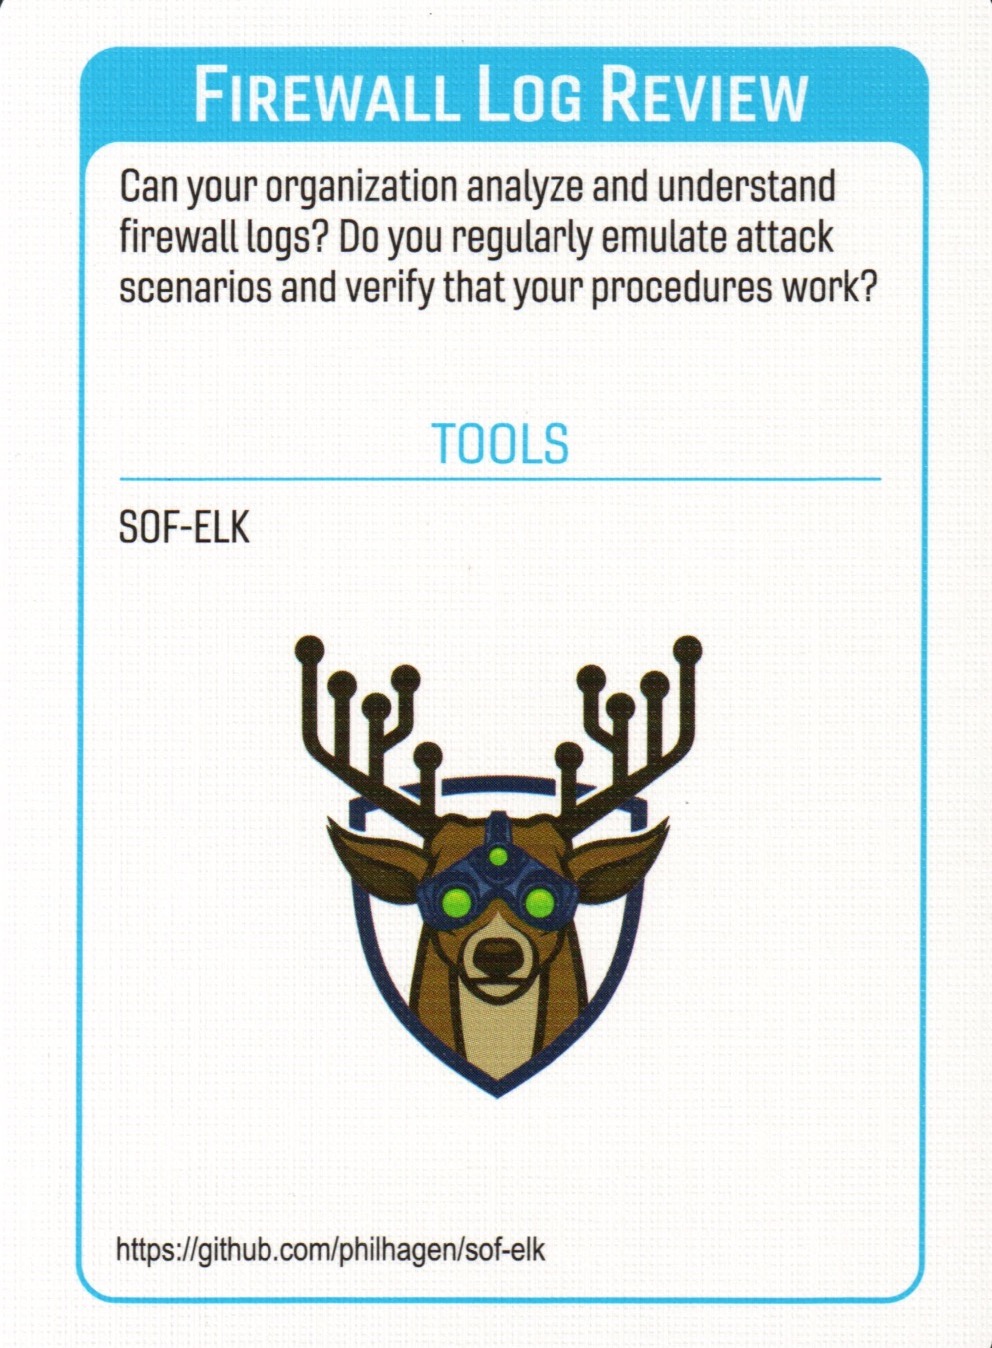 Firewall Log Review
Can your organization analyze and understand
firewall logs? Do you regularly emulate attack
scenarios and verify that your procedures work?
TOOLS
SOF-ELK
https://github.com/philhagen/sof-elk